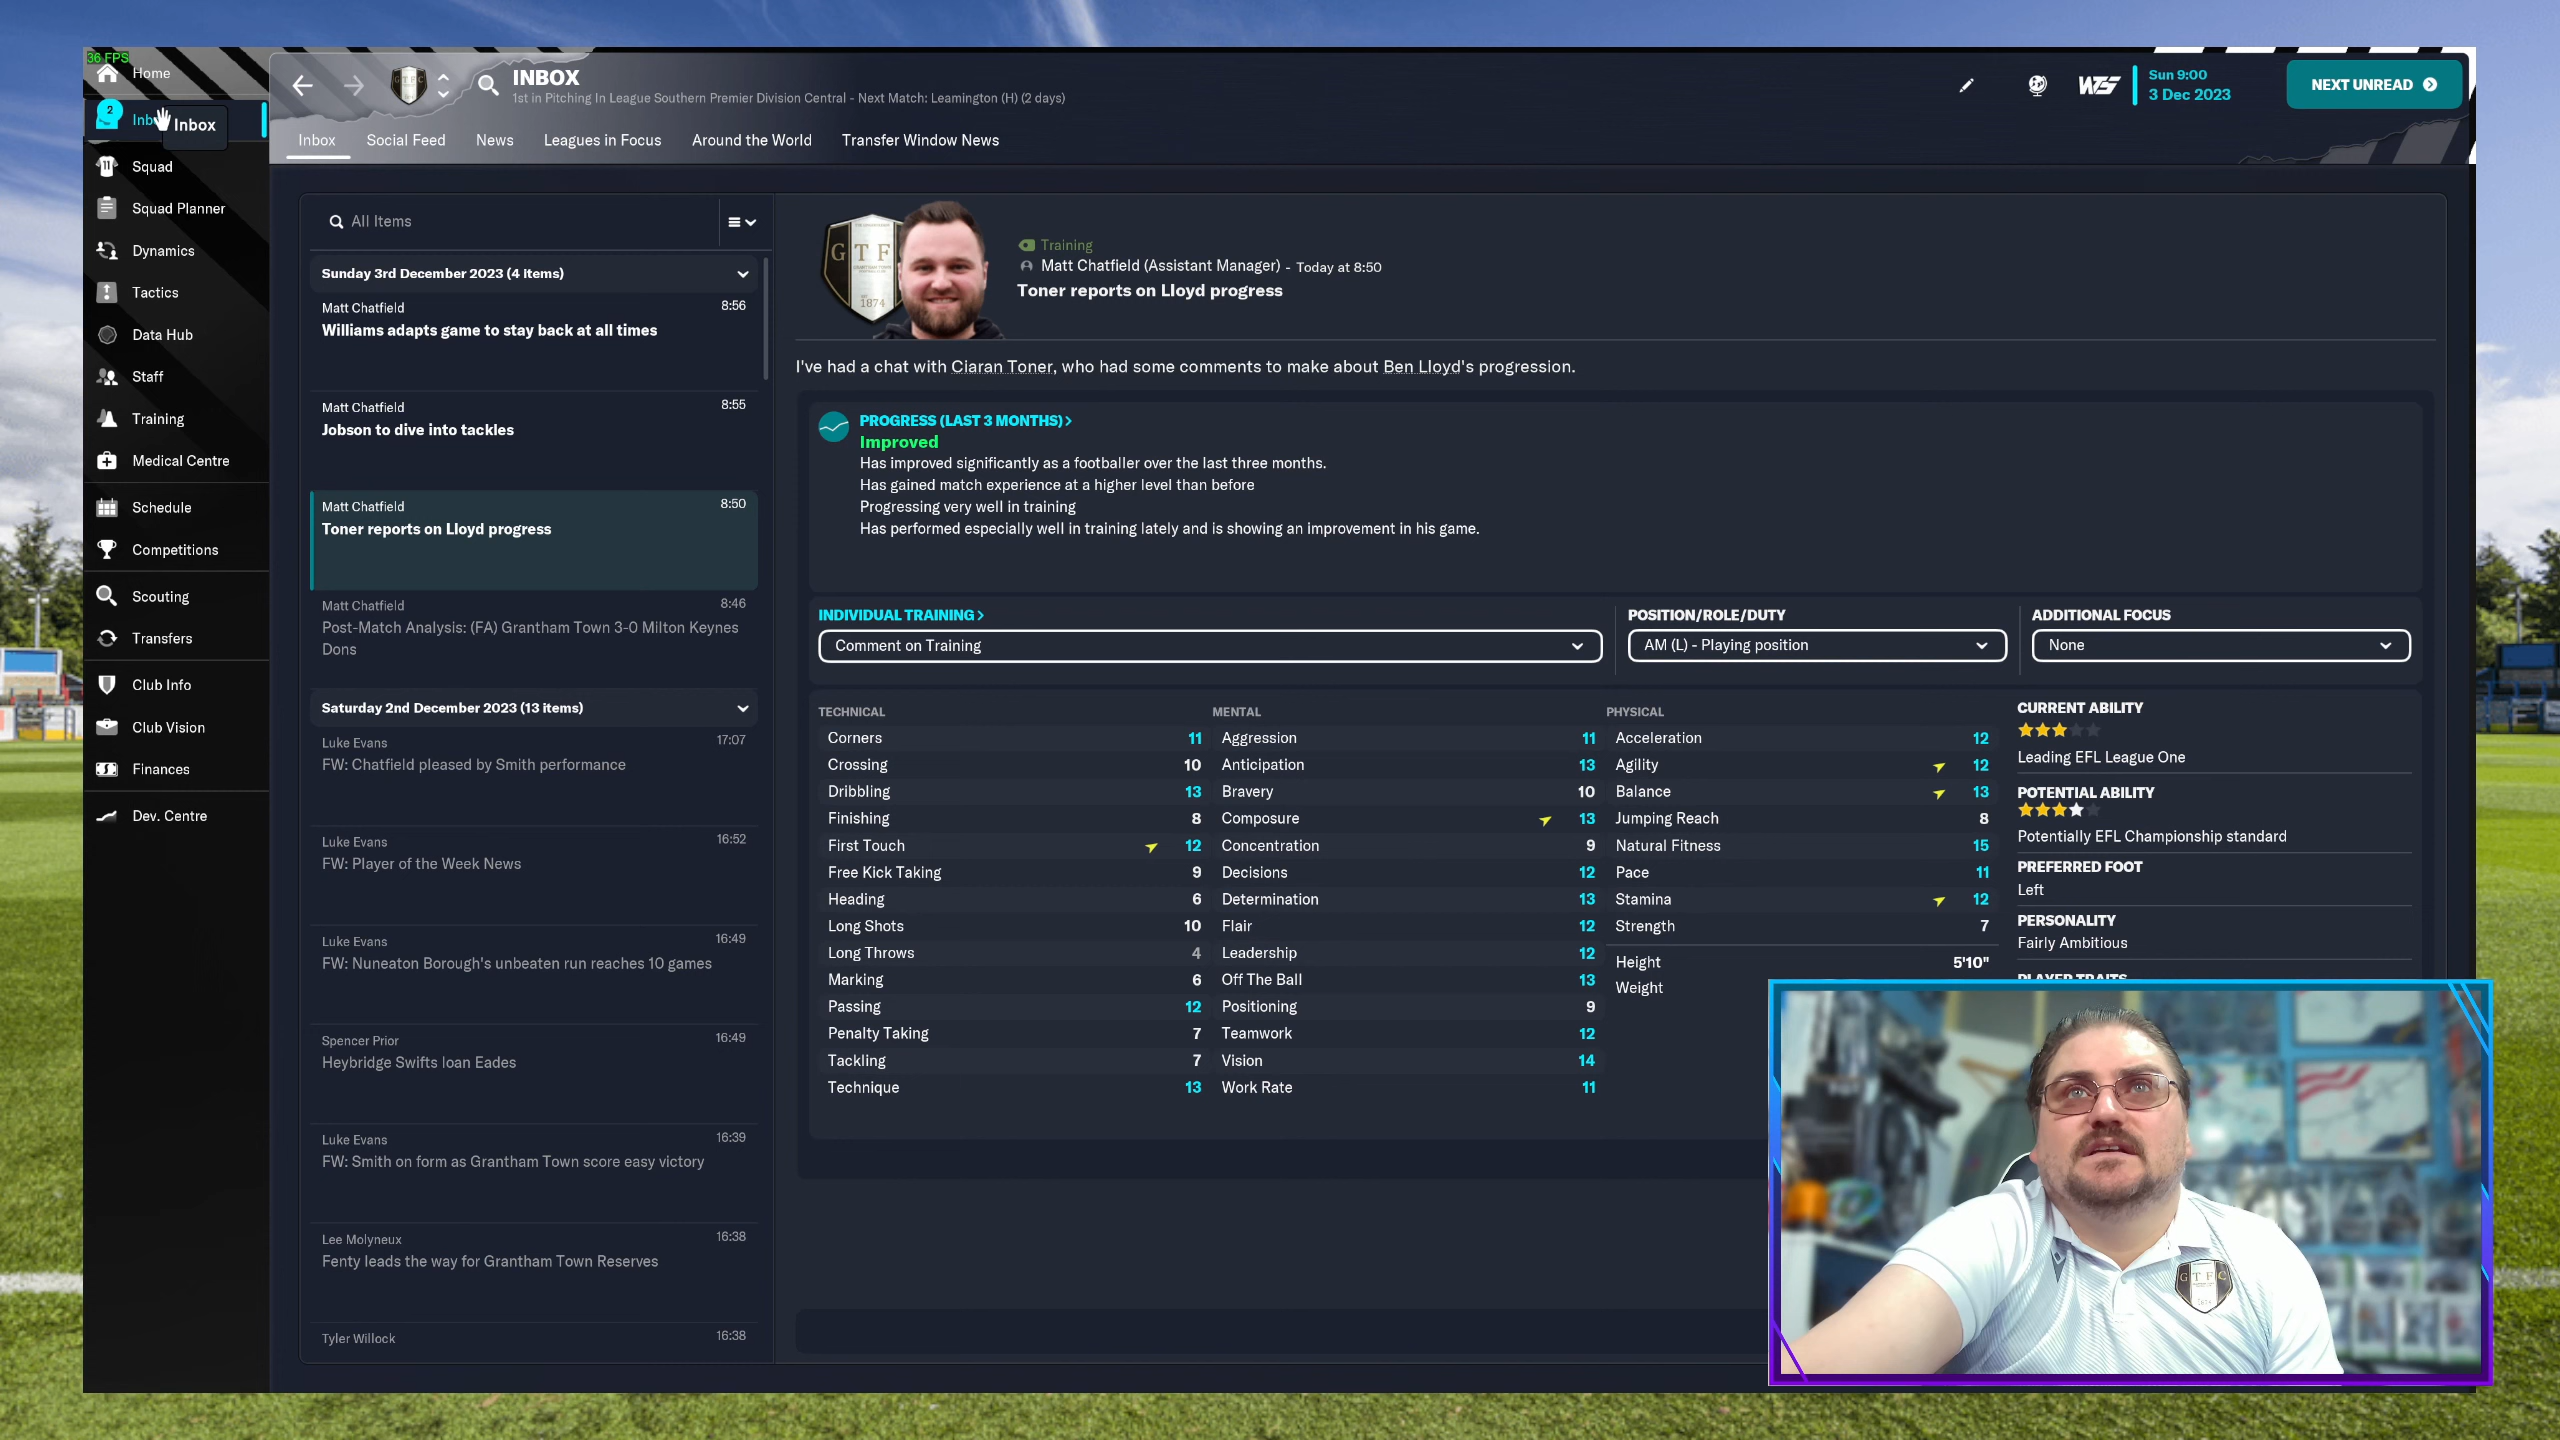 36 FPS
Home
2
Inb
Inbox
Squad
Squad Planner
Dynamics
Tactics
Data Hub
Staff
Training
Medical Centre
Schedule
Competitions
Scouting
Transfers
Club Info
Club Vision
Finances
Dev. Centre
INBOX
1st in Pitching In League Southern Premier Division Central - Next Match: Leamington (H) (2 days)
Sun 9:00
3 Dec 2023
NEXT UNREAD
Inbox Social Feed News Leagues in Focus Around the World Transfer Window News
All Items
Sunday 3rd December 2023 (4 items)
Matt Chatfield 8:56
Williams adapts game to stay back at all times
Matt Chatfield 8:55
Jobson to dive into tackles
Matt Chatfield 8:50
Toner reports on Lloyd progress
Matt Chatfield 8:46
Post-Match Analysis: (FA) Grantham Town 3-0 Milton Keynes
Dons
Saturday 2nd December 2023 (13 items)
Luke Evans 17:07
FW: Chatfield pleased by Smith performance
Luke Evans 16:52
FW: Player of the Week News
Luke Evans 16:49
FW: Nuneaton Borough's unbeaten run reaches 10 games
Spencer Prior 16:49
Heybridge Swifts loan Eades
Luke Evans 16:39
FW: Smith on form as Grantham Town score easy victory
Lee Molyneux 16:38
Fenty leads the way for Grantham Town Reserves
Tyler Willock 16:38
G T F
1874
Training
Matt Chatfield (Assistant Manager) - Today at 8:50
Toner reports on Lloyd progress
I've had a chat with Ciaran Toner, who had some comments to make about Ben Lloyd's progression.
PROGRESS (LAST 3 MONTHS)>
Improved
Has improved significantly as a footballer over the last three months.
Has gained match experience at a higher level than before
Progressing very well in training
Has performed especially well in training lately and is showing an improvement in his game.
INDIVIDUAL TRAINING> POSITION/ROLE/DUTY ADDITIONAL FOCUS
Comment on Training AM (L) - Playing position None
TECHNICAL MENTAL PHYSICAL
Corners 11 Aggression 11 Acceleration 12
Crossing 10 Anticipation 13 Agility 12
Dribbling 13 Bravery 10 Balance 13
Finishing 8 Composure 13 Jumping Reach 8
First Touch 12 Concentration 9 Natural Fitness 15
Free Kick Taking 9 Decisions 12 Pace 11
Heading 6 Determination 13 Stamina 12
Long Shots 10 Flair 12 Strength 7
Long Throws 4 Leadership 12 Height 5'10"
Marking 6 Off The Ball 13 Weight
Passing 12 Positioning 9
Penalty Taking 7 Teamwork 12
Tackling 7 Vision 14
Technique 13 Work Rate 11
CURRENT ABILITY
Leading EFL League One
POTENTIAL ABILITY
Potentially EFL Championship standard
PREFERRED FOOT
Left
PERSONALITY
Fairly Ambitious
PLAYER TRAITS
G T F C